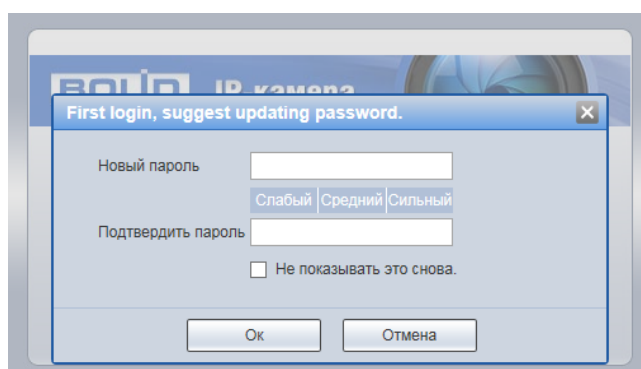 BOLID IP-камера
First login, suggest updating password.
Новый пароль
Слабый Средний Сильный
Подтвердить пароль
Не показывать это снова.
Ок Отмена